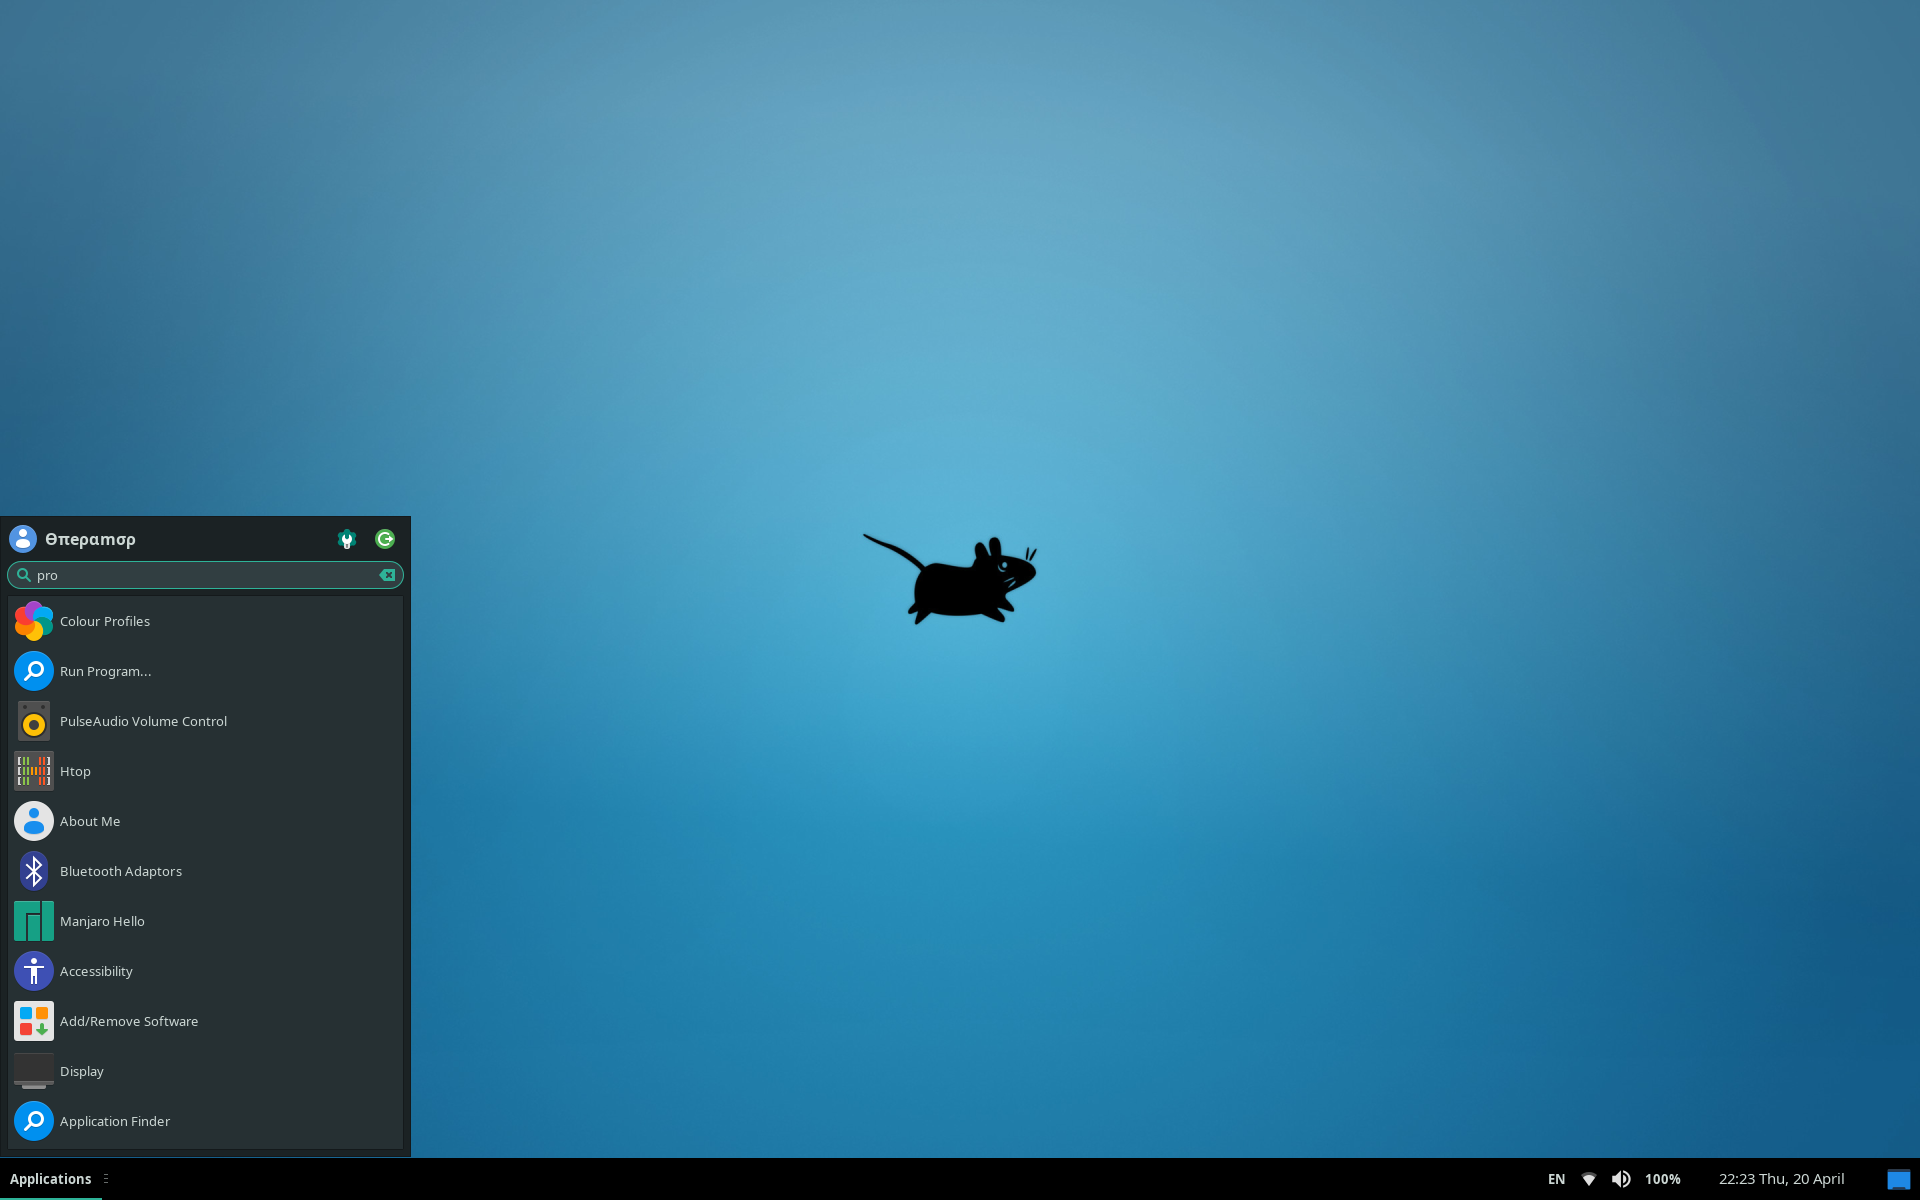 Ѳπεραmσρ
pro
Colour Profiles
Run Program...
PulseAudio Volume Control
Htop
About Me
Bluetooth Adaptors
Manjaro Hello
Accessibility
Add/Remove Software
Display
Application Finder
Applications
EN
100%
22:23 Thu, 20 April